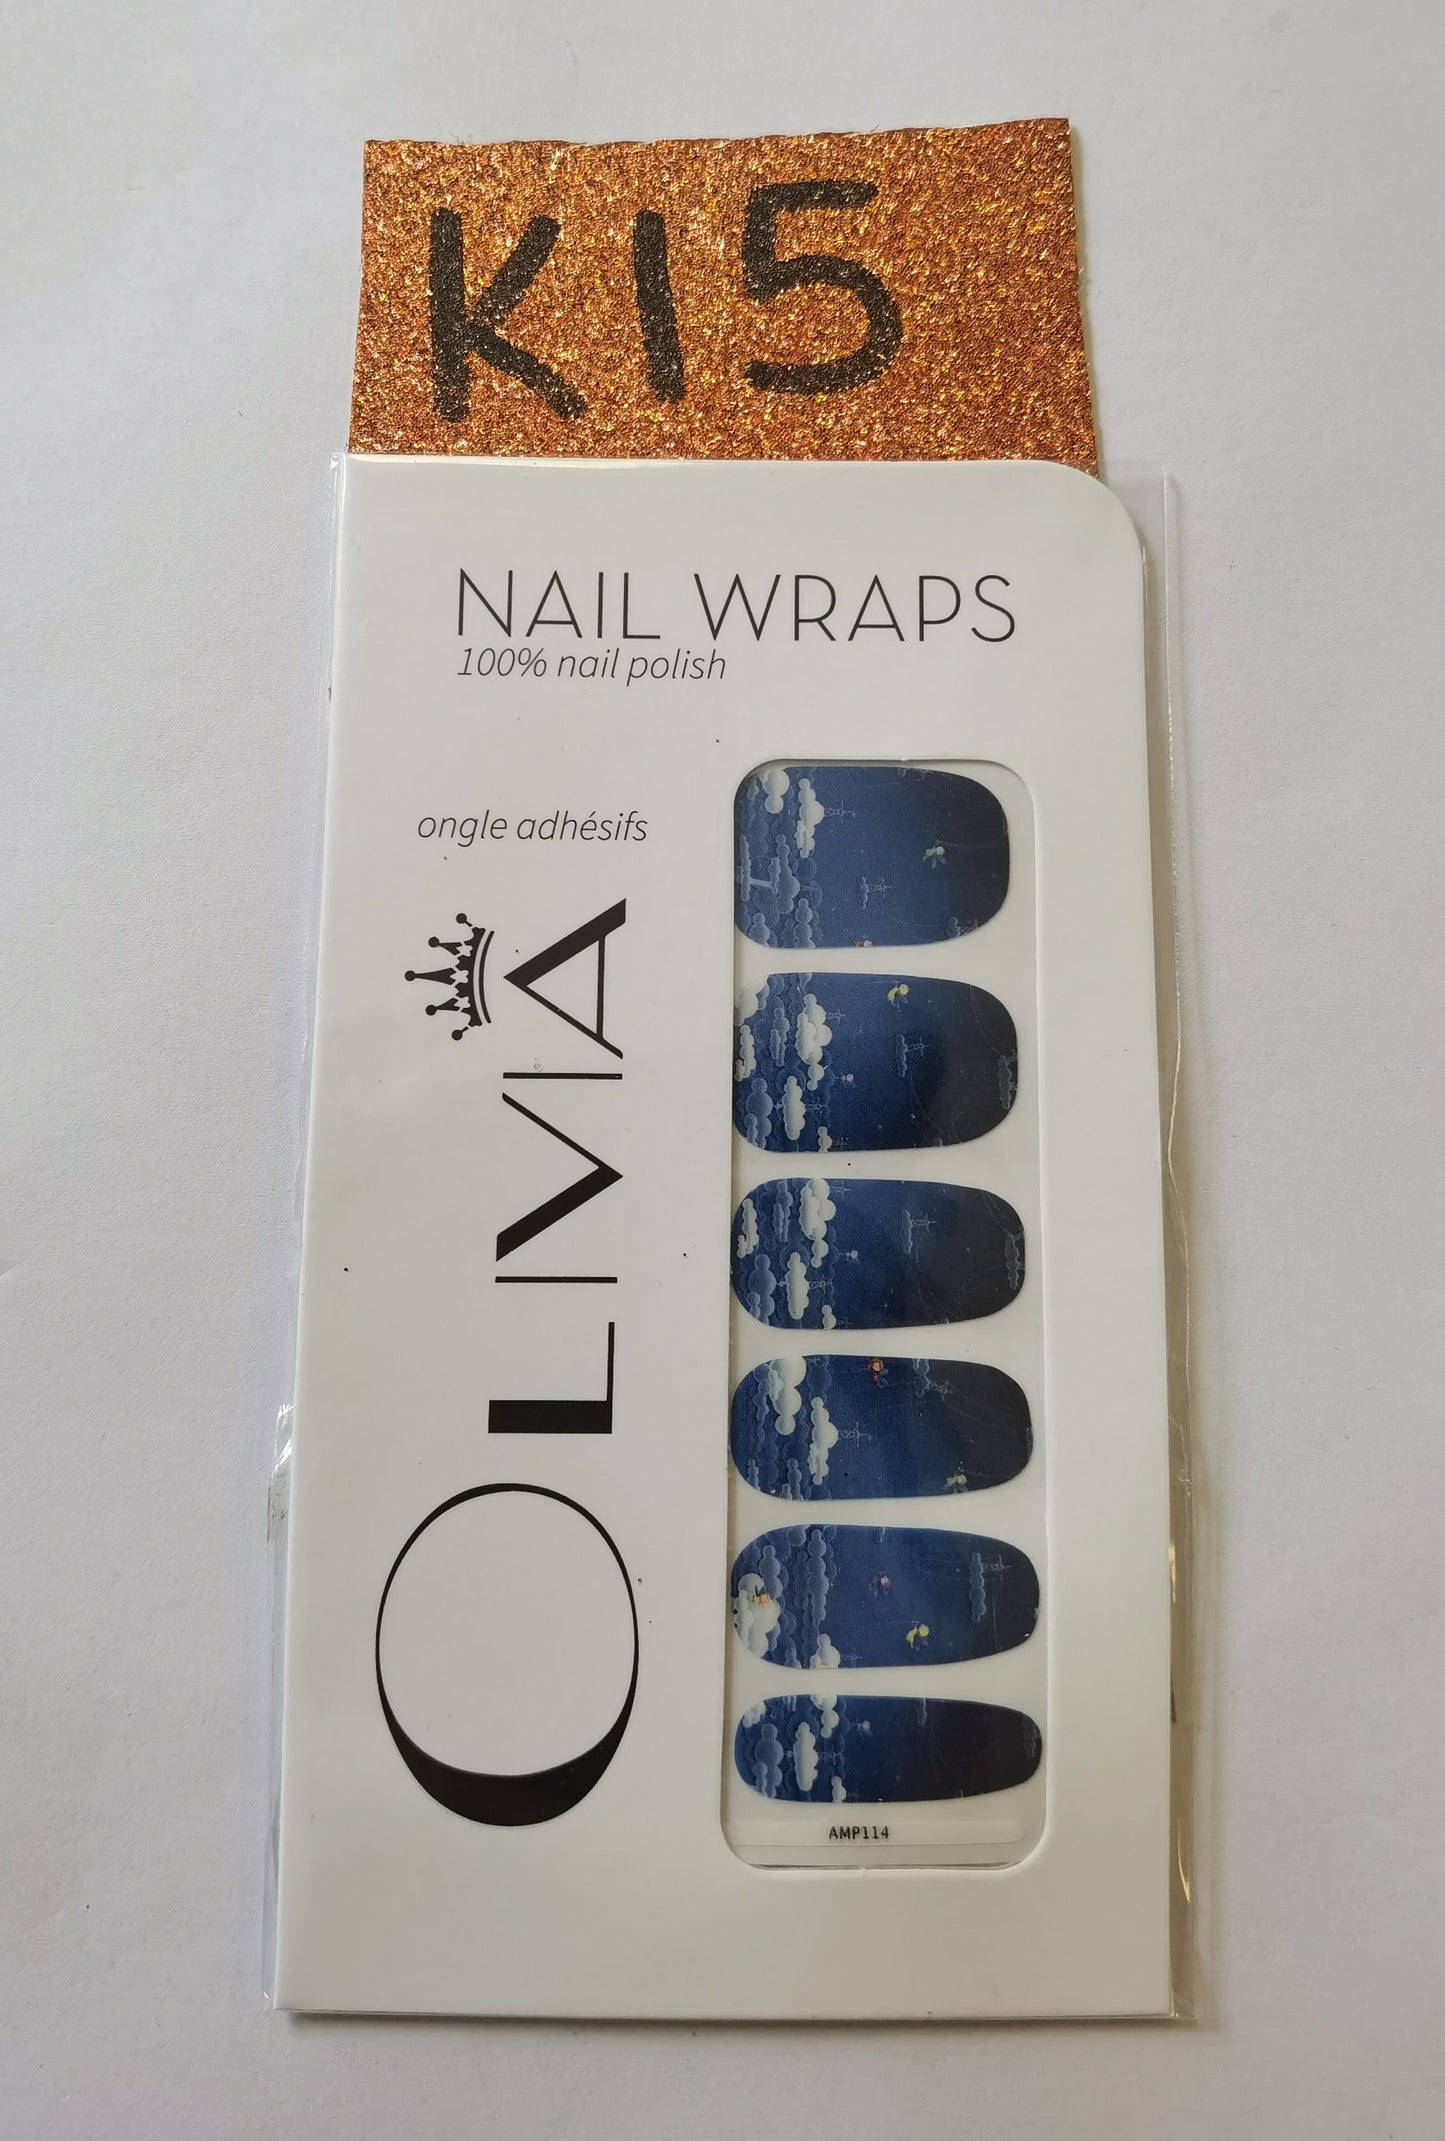 K15
NAIL WRAPS
100% nail polish
ongle adhésifs
OLIVIA
AMP114